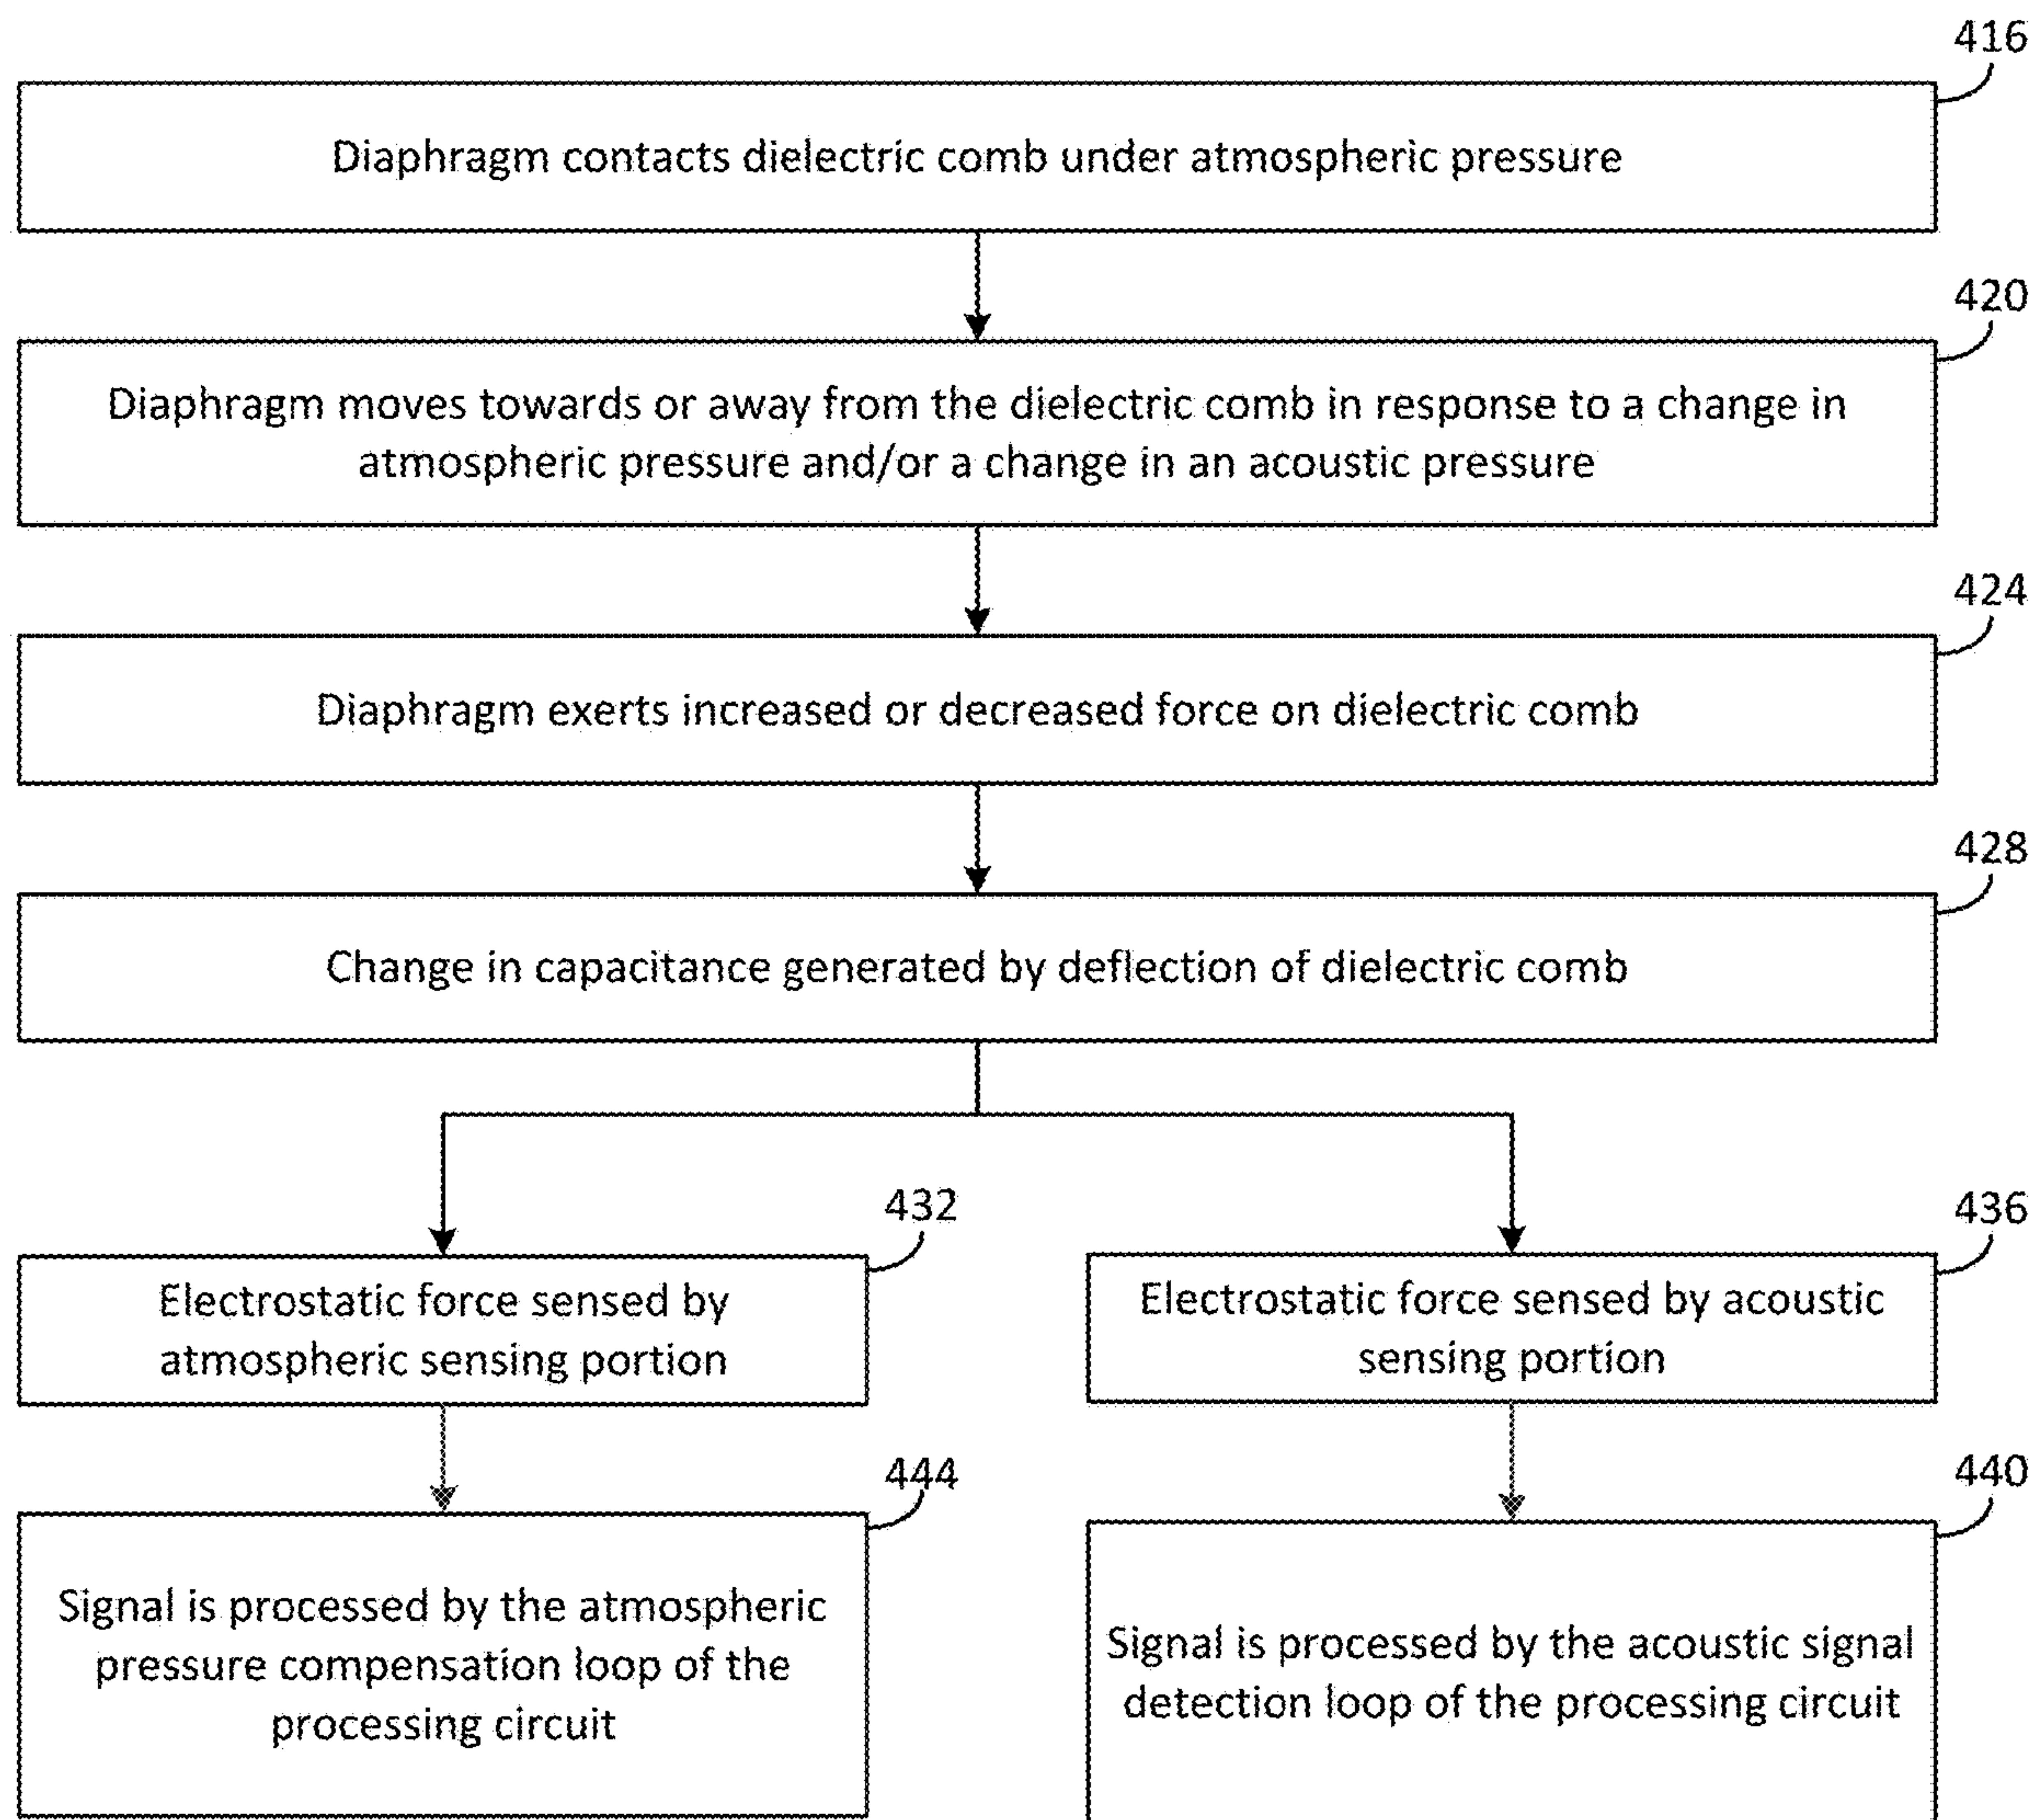 416
Diaphragm contacts dielectric comb under atmospheric pressure
420
Diaphragm moves towards or away from the dielectric comb in response to a change in
atmospheric pressure and/or a change in an acoustic pressure
424
Diaphragm exerts increased or decreased force on dielectric comb
428
Change in capacitance generated by deflection of dielectric comb
432
Electrostatic force sensed by
atmospheric sensing portion
436
Electrostatic force sensed by acoustic
sensing portion
444
Signal is processed by the atmospheric
pressure compensation loop of the
processing circuit
440
Signal is processed by the acoustic signal
detection loop of the processing circuit